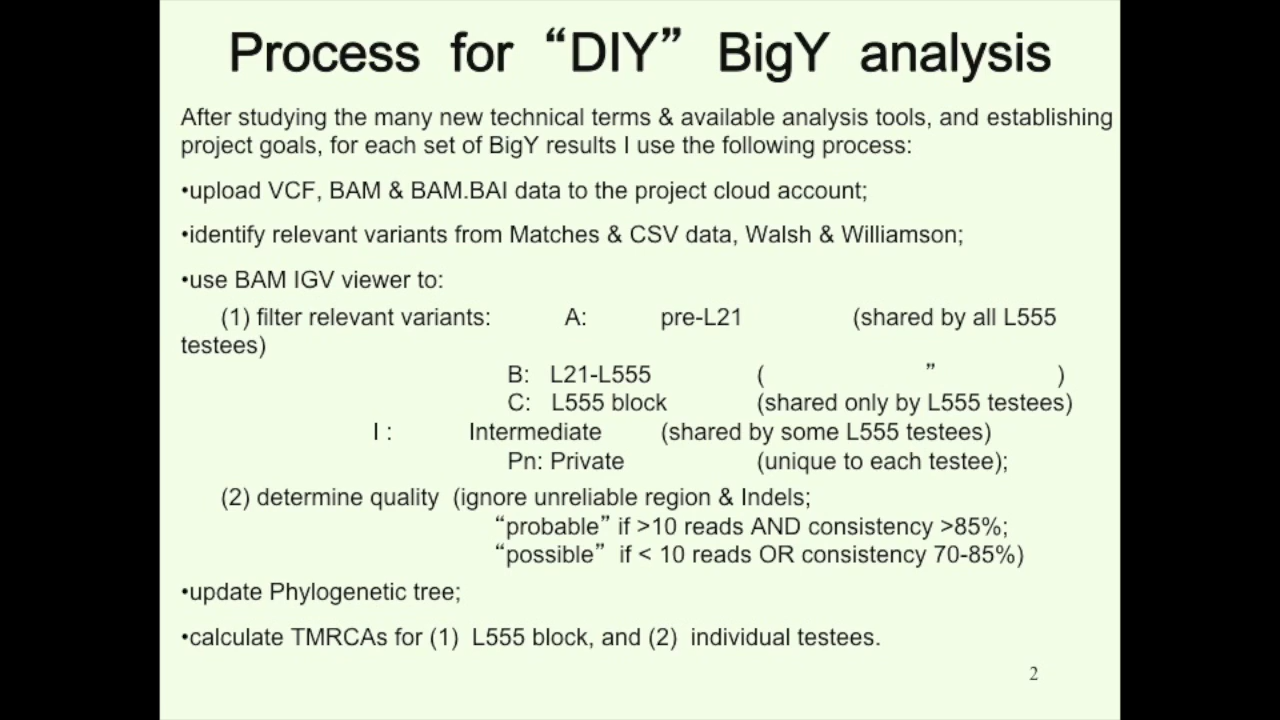 Process for “DIY” BigY analysis
After studying the many new technical terms & available analysis tools, and establishing
project goals, for each set of BigY results I use the following process:
•upload VCF, BAM & BAM.BAI data to the project cloud account;
•identify relevant variants from Matches & CSV data, Walsh & Williamson;
•use BAM IGV viewer to:
(1) filter relevant variants: A: pre-L21 (shared by all L555
testees)
B: L21-L555 ( ” )
C: L555 block (shared only by L555 testees)
I : Intermediate (shared by some L555 testees)
Pn: Private (unique to each testee);
(2) determine quality (ignore unreliable region & Indels;
“probable” if >10 reads AND consistency >85%;
“possible” if < 10 reads OR consistency 70-85%)
•update Phylogenetic tree;
•calculate TMRCAs for (1) L555 block, and (2) individual testees.
2